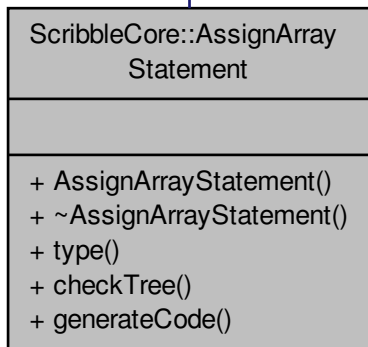 ScribbleCore::AssignArray
Statement
+ AssignArrayStatement()
+ ~AssignArrayStatement()
+ type()
+ checkTree()
+ generateCode()